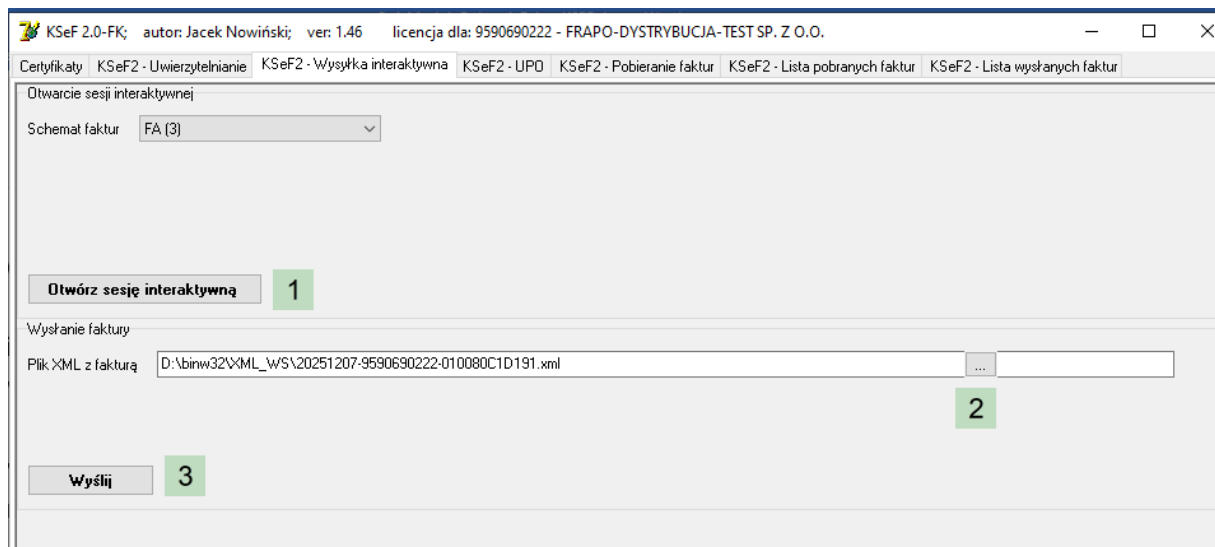 KSeF 2.0-FK; autor: Jacek Nowiński; ver: 1.46 licencja dla: 9590690222 - FRAPO-DYSTRYBUCJA-TEST SP. Z O.O.
Certyfikaty KSeF2 - Uwierzytelnianie KSeF2 - Wysyłka interaktywna KSeF2 - UPO KSeF2 - Pobieranie faktur KSeF2 - Lista pobranych faktur KSeF2 - Lista wysłanych faktur
Otwarcie sesji interaktywnej
Schemat faktur FA (3)
Otwórz sesję interaktywną 1
Wysłanie faktury
Plik XML z fakturą D:\binw32\XML_WS\20251207-9590690222-010080C1D191.xml ...
2
Wyślij 3